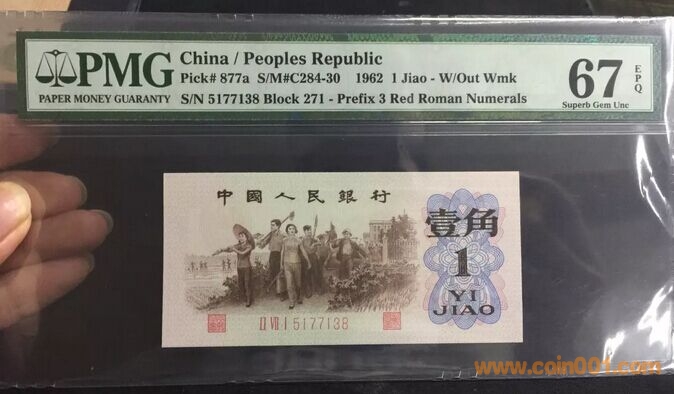 PMG
PAPER MONEY GUARANTY
China / Peoples Republic
Pick# 877a S/M#C284-30 1962 1 Jiao - W/Out Wmk
S/N 5177138 Block 271 - Prefix 3 Red Roman Numerals
67
EPQ
Superb Gem Unc
中國人民銀行
壹角
1
YI
JIAO
II VII I 5177138
www.coin001.com